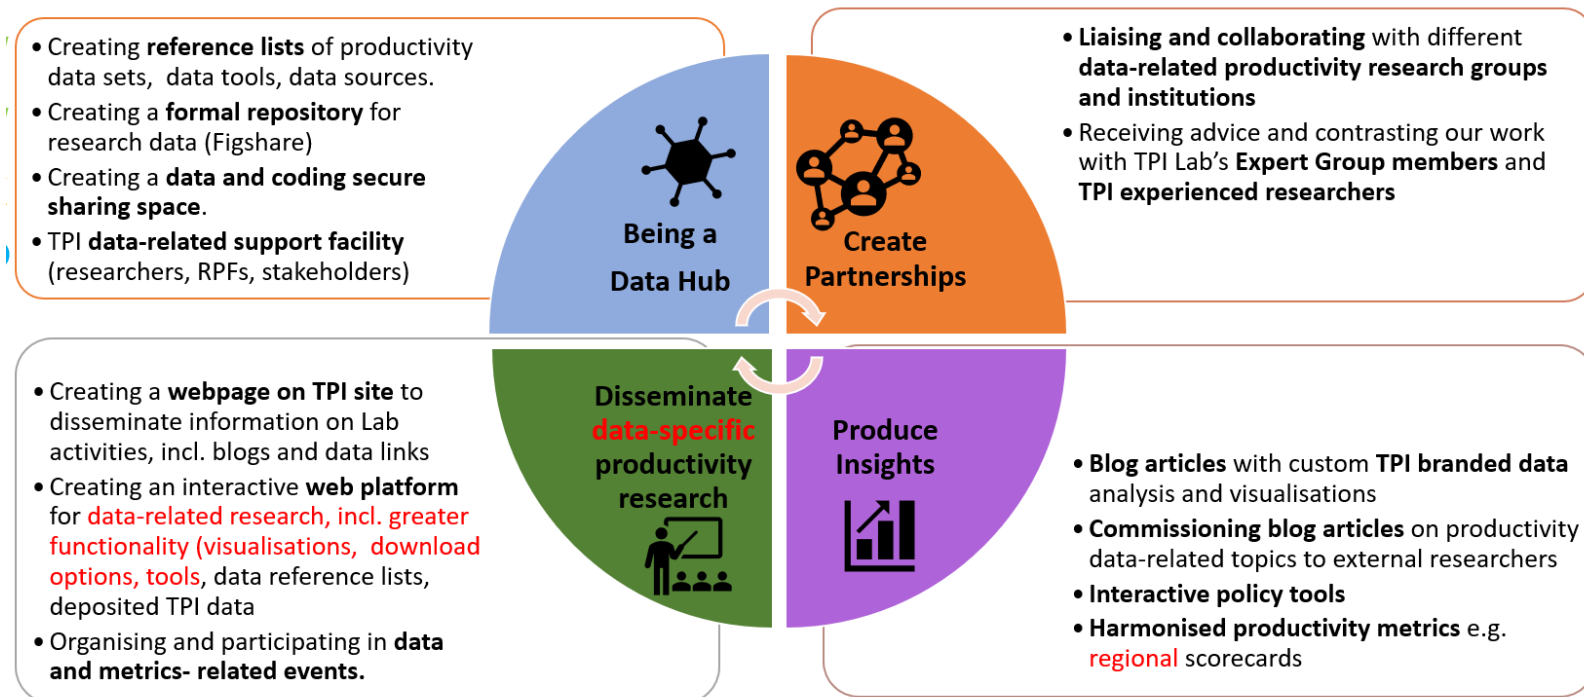 • Creating reference lists of productivity
data sets,  data tools, data sources.
• Creating a formal repository for
research data (Figshare)
• Creating a data and coding secure
sharing space.
• TPI data-related support facility
(researchers, RPFs, stakeholders)
Being a
Data Hub
Create
Partnerships
• Liaising and collaborating with different
data-related productivity research groups
and institutions
• Receiving advice and contrasting our work
with TPI Lab’s Expert Group members and
TPI experienced researchers
• Creating a webpage on TPI site to
disseminate information on Lab
activities, incl. blogs and data links
• Creating an interactive web platform
for data-related research, incl. greater
functionality (visualisations,  download
options, tools, data reference lists,
deposited TPI data
• Organising and participating in data
and metrics- related events.
Disseminate
data-specific
productivity
research
Produce
Insights
• Blog articles with custom TPI branded data
analysis and visualisations
• Commissioning blog articles on productivity
data-related topics to external researchers
• Interactive policy tools
• Harmonised productivity metrics e.g.
regional scorecards